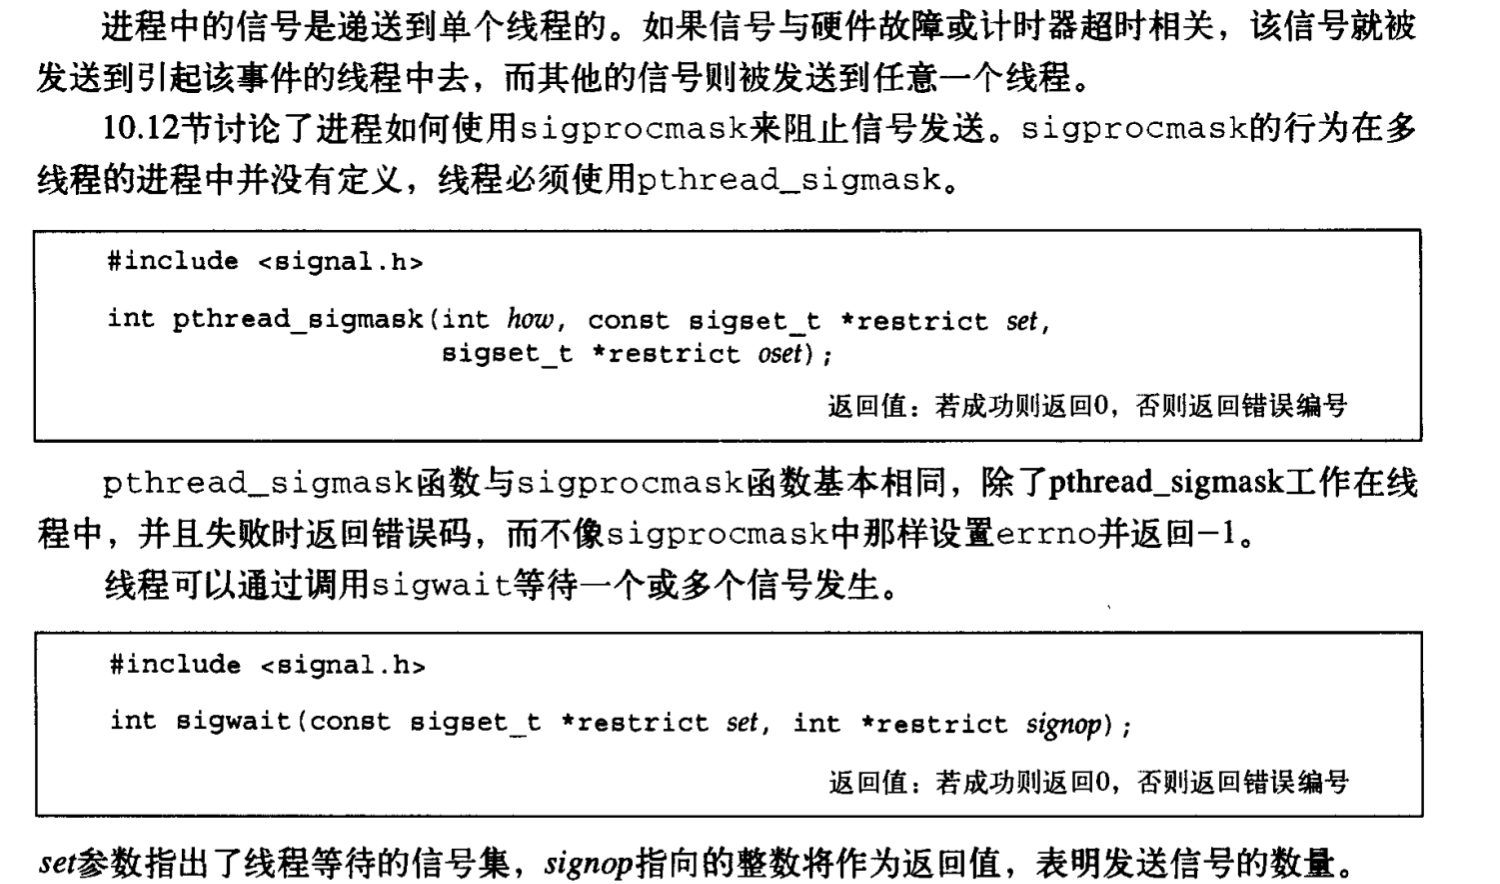 进程中的信号是递送到单个线程的。如果信号与硬件故障或计时器超时相关，该信号就被
发送到引起该事件的线程中去，而其他的信号则被发送到任意一个线程。
10.12节讨论了进程如何使用sigprocmask来阻止信号发送。sigprocmask的行为在多
线程的进程中并没有定义，线程必须使用pthread_sigmask。
#include <signal.h>
int pthread_sigmask(int how, const sigset_t *restrict set,
sigset_t *restrict oset);
返回值：若成功则返回0，否则返回错误编号
pthread_sigmask函数与sigprocmask函数基本相同，除了pthread_sigmask工作在线
程中，并且失败时返回错误码，而不像sigprocmask中那样设置errno并返回−1。
线程可以通过调用sigwait等待一个或多个信号发生。
#include <signal.h>
int sigwait(const sigset_t *restrict set, int *restrict signop);
返回值：若成功则返回0，否则返回错误编号
set参数指出了线程等待的信号集，signop指向的整数将作为返回值，表明发送信号的数量。